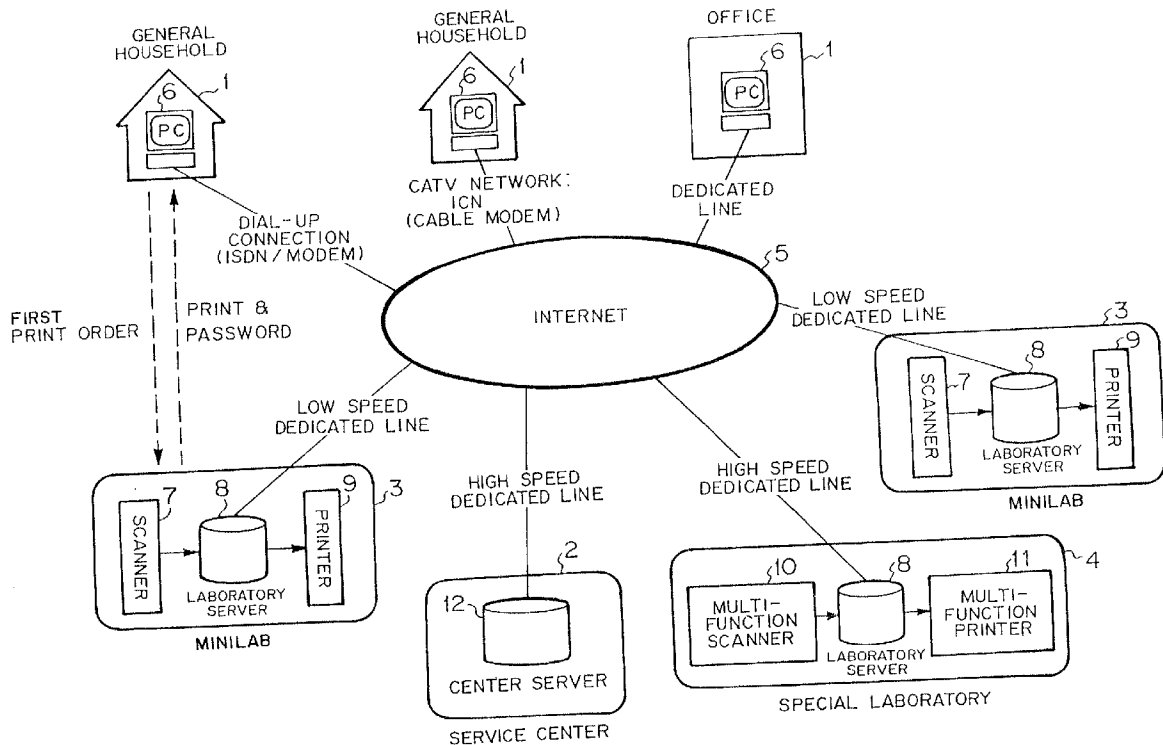 GENERAL
HOUSEHOLD
1
6
PC
GENERAL
HOUSEHOLD
1
6
PC
OFFICE
6
1
PC
CATV NETWORK:
ICN
(CABLE MODEM)
DEDICATED
LINE
DIAL-UP
CONNECTION
(ISDN/MODEM)
5
INTERNET
FIRST
PRINT ORDER
PRINT &
PASSWORD
LOW SPEED
DEDICATED LINE
3
7
8
9
SCANNER
PRINTER
LABORATORY
SERVER
MINILAB
LOW SPEED
DEDICATED LINE
7
8
9
3
SCANNER
PRINTER
LABORATORY
SERVER
MINILAB
HIGH SPEED
DEDICATED LINE
2
12
CENTER SERVER
SERVICE CENTER
HIGH SPEED
DEDICATED LINE
10
8
11
4
MULTI-
FUNCTION
SCANNER
MULTI-
FUNCTION
PRINTER
LABORATORY
SERVER
SPECIAL LABORATORY